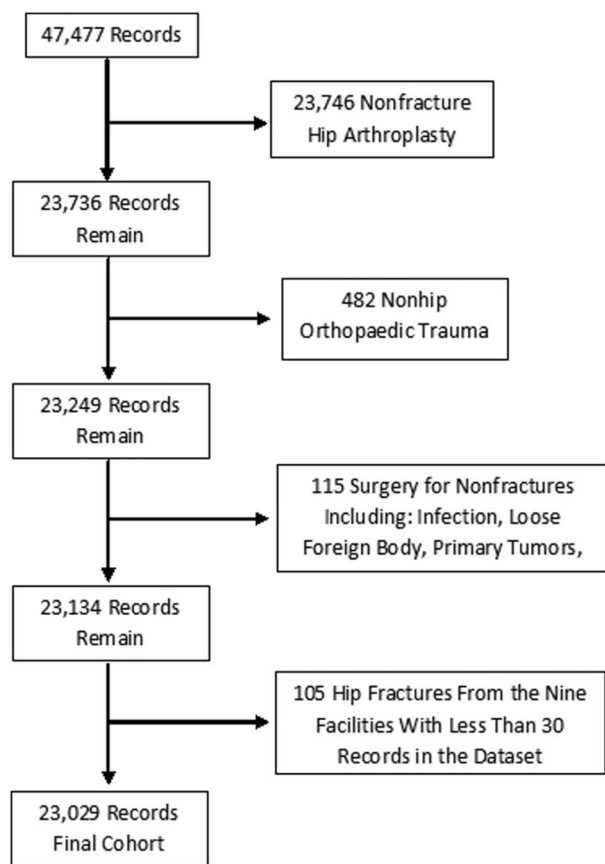 47,477 Records
23,746 Nonfracture
Hip Arthroplasty
23,736 Records
Remain
482 Nonhip
Orthopaedic Trauma
23,249 Records
Remain
115 Surgery for Nonfractures
Including: Infection, Loose
Foreign Body, Primary Tumors,
23,134 Records
Remain
105 Hip Fractures From the Nine
Facilities With Less Than 30
Records in the Dataset
23,029 Records
Final Cohort